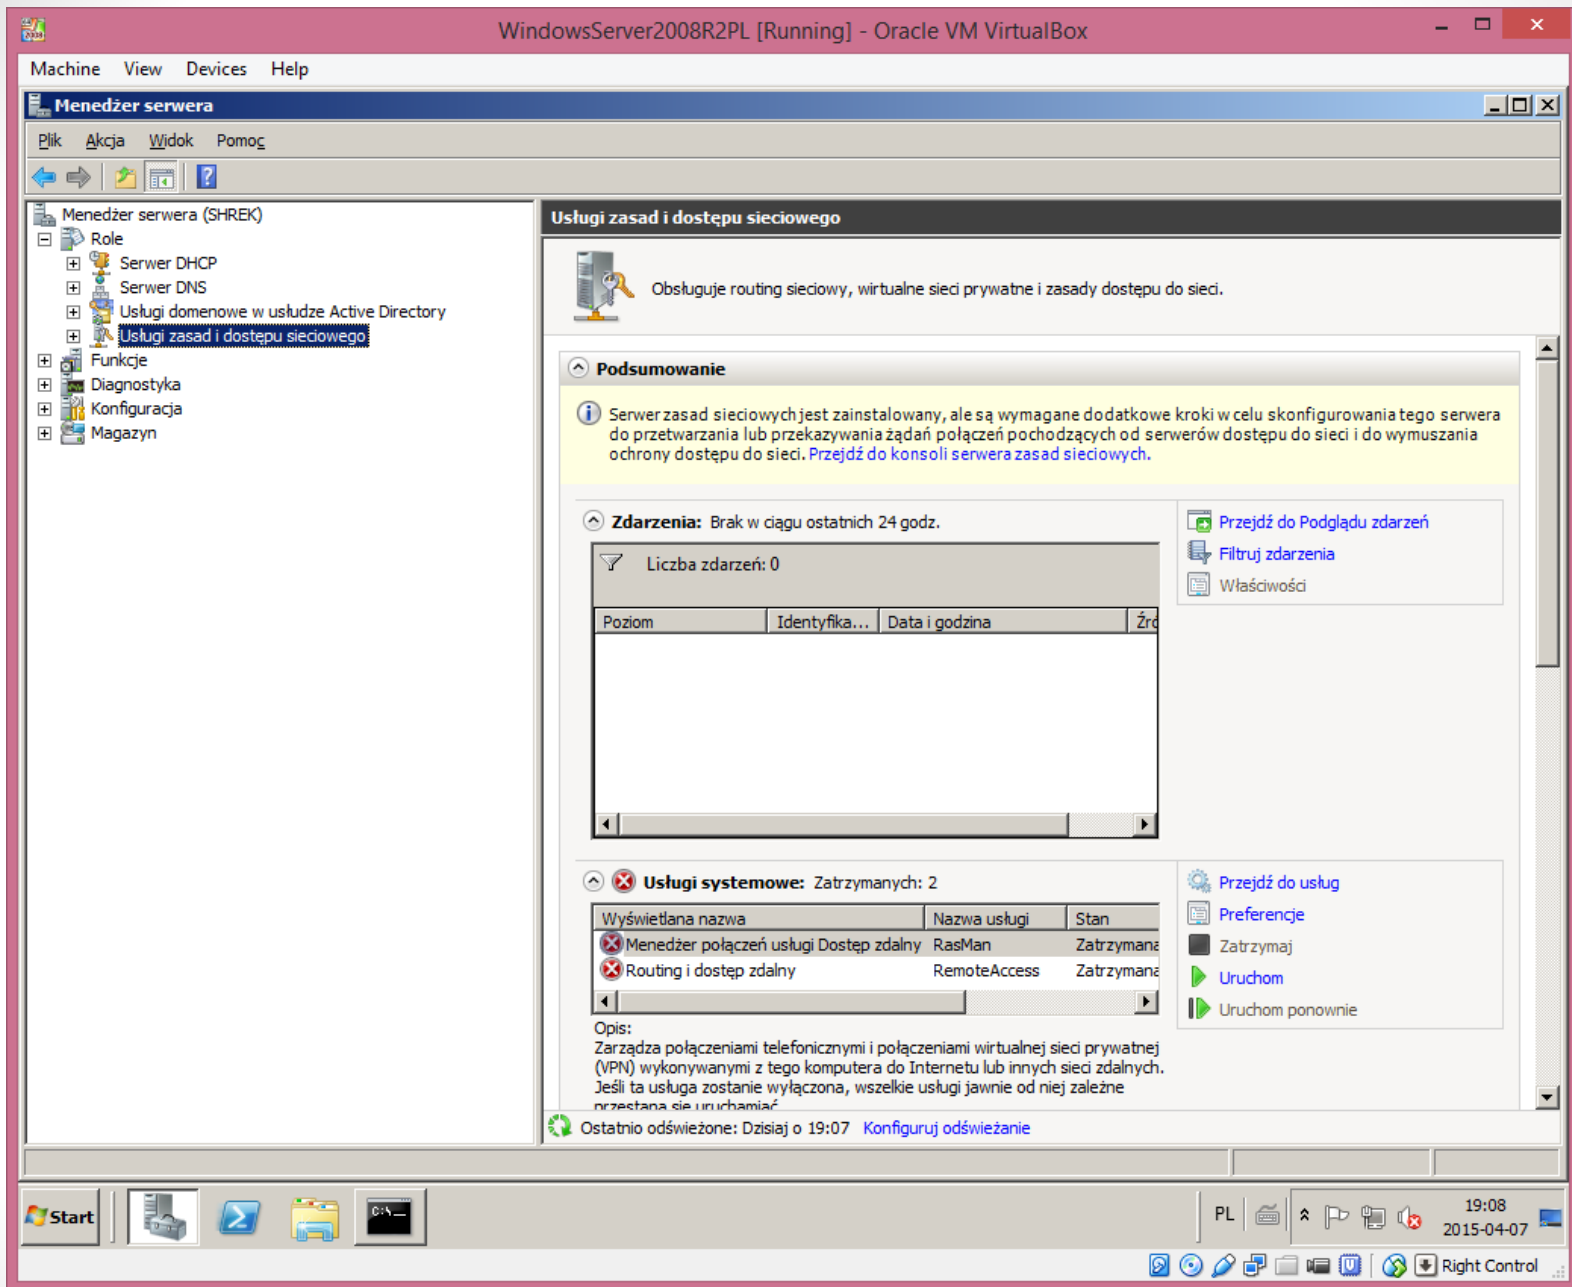 WindowsServer2008R2PL [Running] - Oracle VM VirtualBox
Machine View Devices Help
Menedżer serwera
Plik Akcja Widok Pomoc
Menedżer serwera (SHREK)
Role
Serwer DHCP
Serwer DNS
Usługi domenowe w usłudze Active Directory
Usługi zasad i dostępu sieciowego
Funkcje
Diagnostyka
Konfiguracja
Magazyn
Usługi zasad i dostępu sieciowego
Obsługuje routing sieciowy, wirtualne sieci prywatne i zasady dostępu do sieci.
Podsumowanie
Serwer zasad sieciowych jest zainstalowany, ale są wymagane dodatkowe kroki w celu skonfigurowania tego serwera
do przetwarzania lub przekazywania żądań połączeń pochodzących od serwerów dostępu do sieci i do wymuszania
ochrony dostępu do sieci. Przejdź do konsoli serwera zasad sieciowych.
Zdarzenia: Brak w ciągu ostatnich 24 godz.
Liczba zdarzeń: 0
Poziom Identyfika... Data i godzina Źró
Przejdź do Podglądu zdarzeń
Filtruj zdarzenia
Właściwości
Usługi systemowe: Zatrzymanych: 2
Wyświetlana nazwa Nazwa usługi Stan
Menedżer połączeń usługi Dostęp zdalny RasMan Zatrzymana
Routing i dostęp zdalny RemoteAccess Zatrzymana
Opis:
Zarządza połączeniami telefonicznymi i połączeniami wirtualnej sieci prywatnej
(VPN) wykonywanymi z tego komputera do Internetu lub innych sieci zdalnych.
Jeśli ta usługa zostanie wyłączona, wszelkie usługi jawnie od niej zależne
przestaną się uruchamiać
Przejdź do usług
Preferencje
Zatrzymaj
Uruchom
Uruchom ponownie
Ostatnio odświeżone: Dzisiaj o 19:07 Konfiguruj odświeżanie
Start
C:\_
PL
19:08
2015-04-07
Right Control